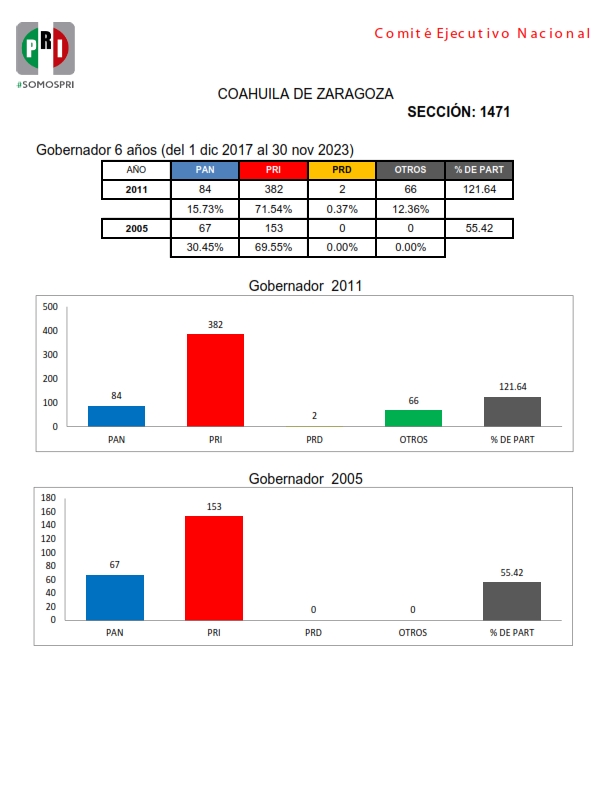 Comité Ejecutivo Nacional
PRI
#SOMOSPRI
COAHUILA DE ZARAGOZA
SECCIÓN: 1471
Gobernador 6 años (del 1 dic 2017 al 30 nov 2023)
AÑO PAN PRI PRD OTROS % DE PART
2011 84 382 2 66 121.64
15.73% 71.54% 0.37% 12.36%
2005 67 153 0 0 55.42
30.45% 69.55% 0.00% 0.00%
Gobernador 2011
500
400
300
200
100
0
84
382
2
66
121.64
PAN PRI PRD OTROS % DE PART
Gobernador 2005
180
160
140
120
100
80
60
40
20
0
67
153
0
0
55.42
PAN PRI PRD OTROS % DE PART